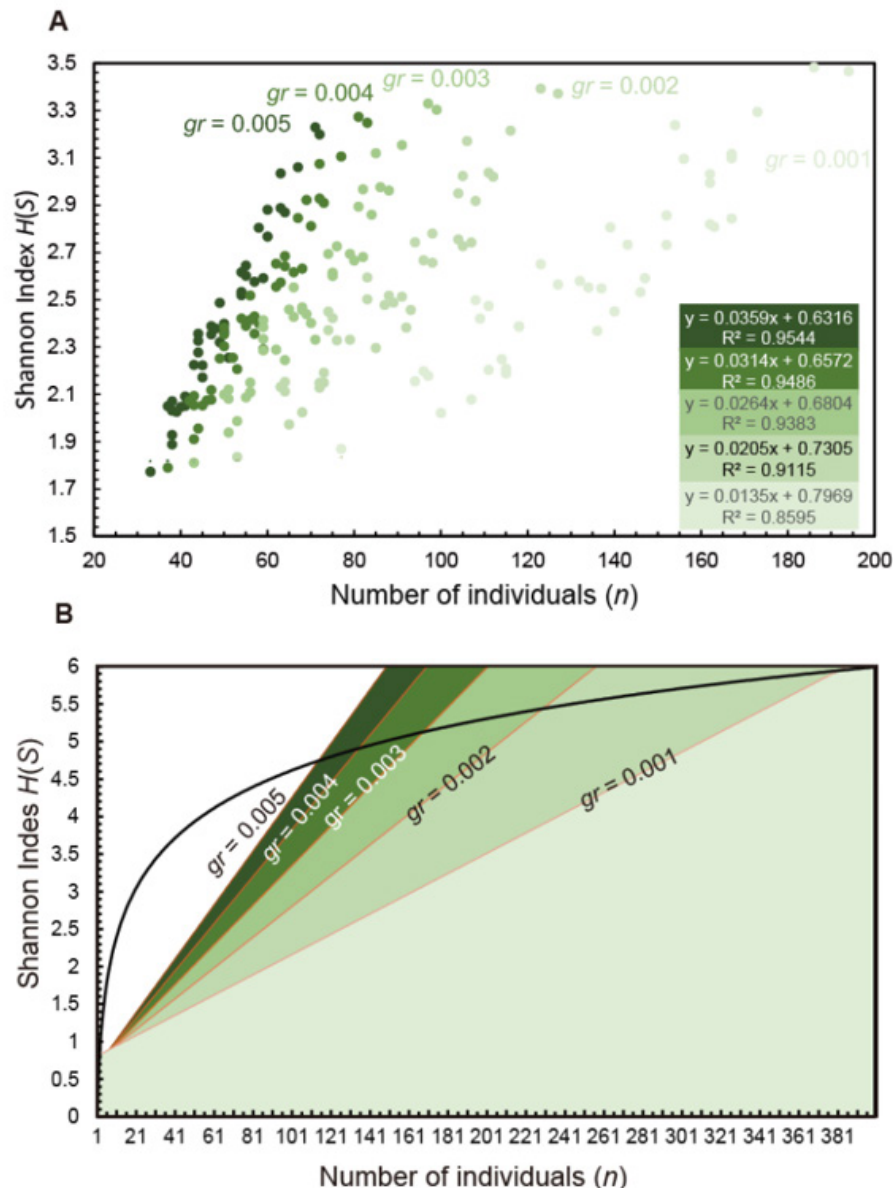 A
3.5
3.3
3.1
2.9
2.7
2.5
2.3
2.1
1.9
1.7
1.5
Shannon Index H(S)
gr = 0.005
gr = 0.004
gr = 0.003
gr = 0.002
gr = 0.001
y = 0.0359x + 0.6316
R² = 0.9544
y = 0.0314x + 0.6572
R² = 0.9486
y = 0.0264x + 0.6804
R² = 0.9383
y = 0.0205x + 0.7305
R² = 0.9115
y = 0.0135x + 0.7969
R² = 0.8595
20 40 60 80 100 120 140 160 180 200
Number of individuals (n)
B
6
5.5
5
4.5
4
3.5
3
2.5
2
1.5
1
0.5
0
Shannon Indes H(S)
gr = 0.005
gr = 0.004
gr = 0.003
gr = 0.002
gr = 0.001
1 21 41 61 81 101 121 141 161 181 201 221 241 261 281 301 321 341 361 381
Number of individuals (n)